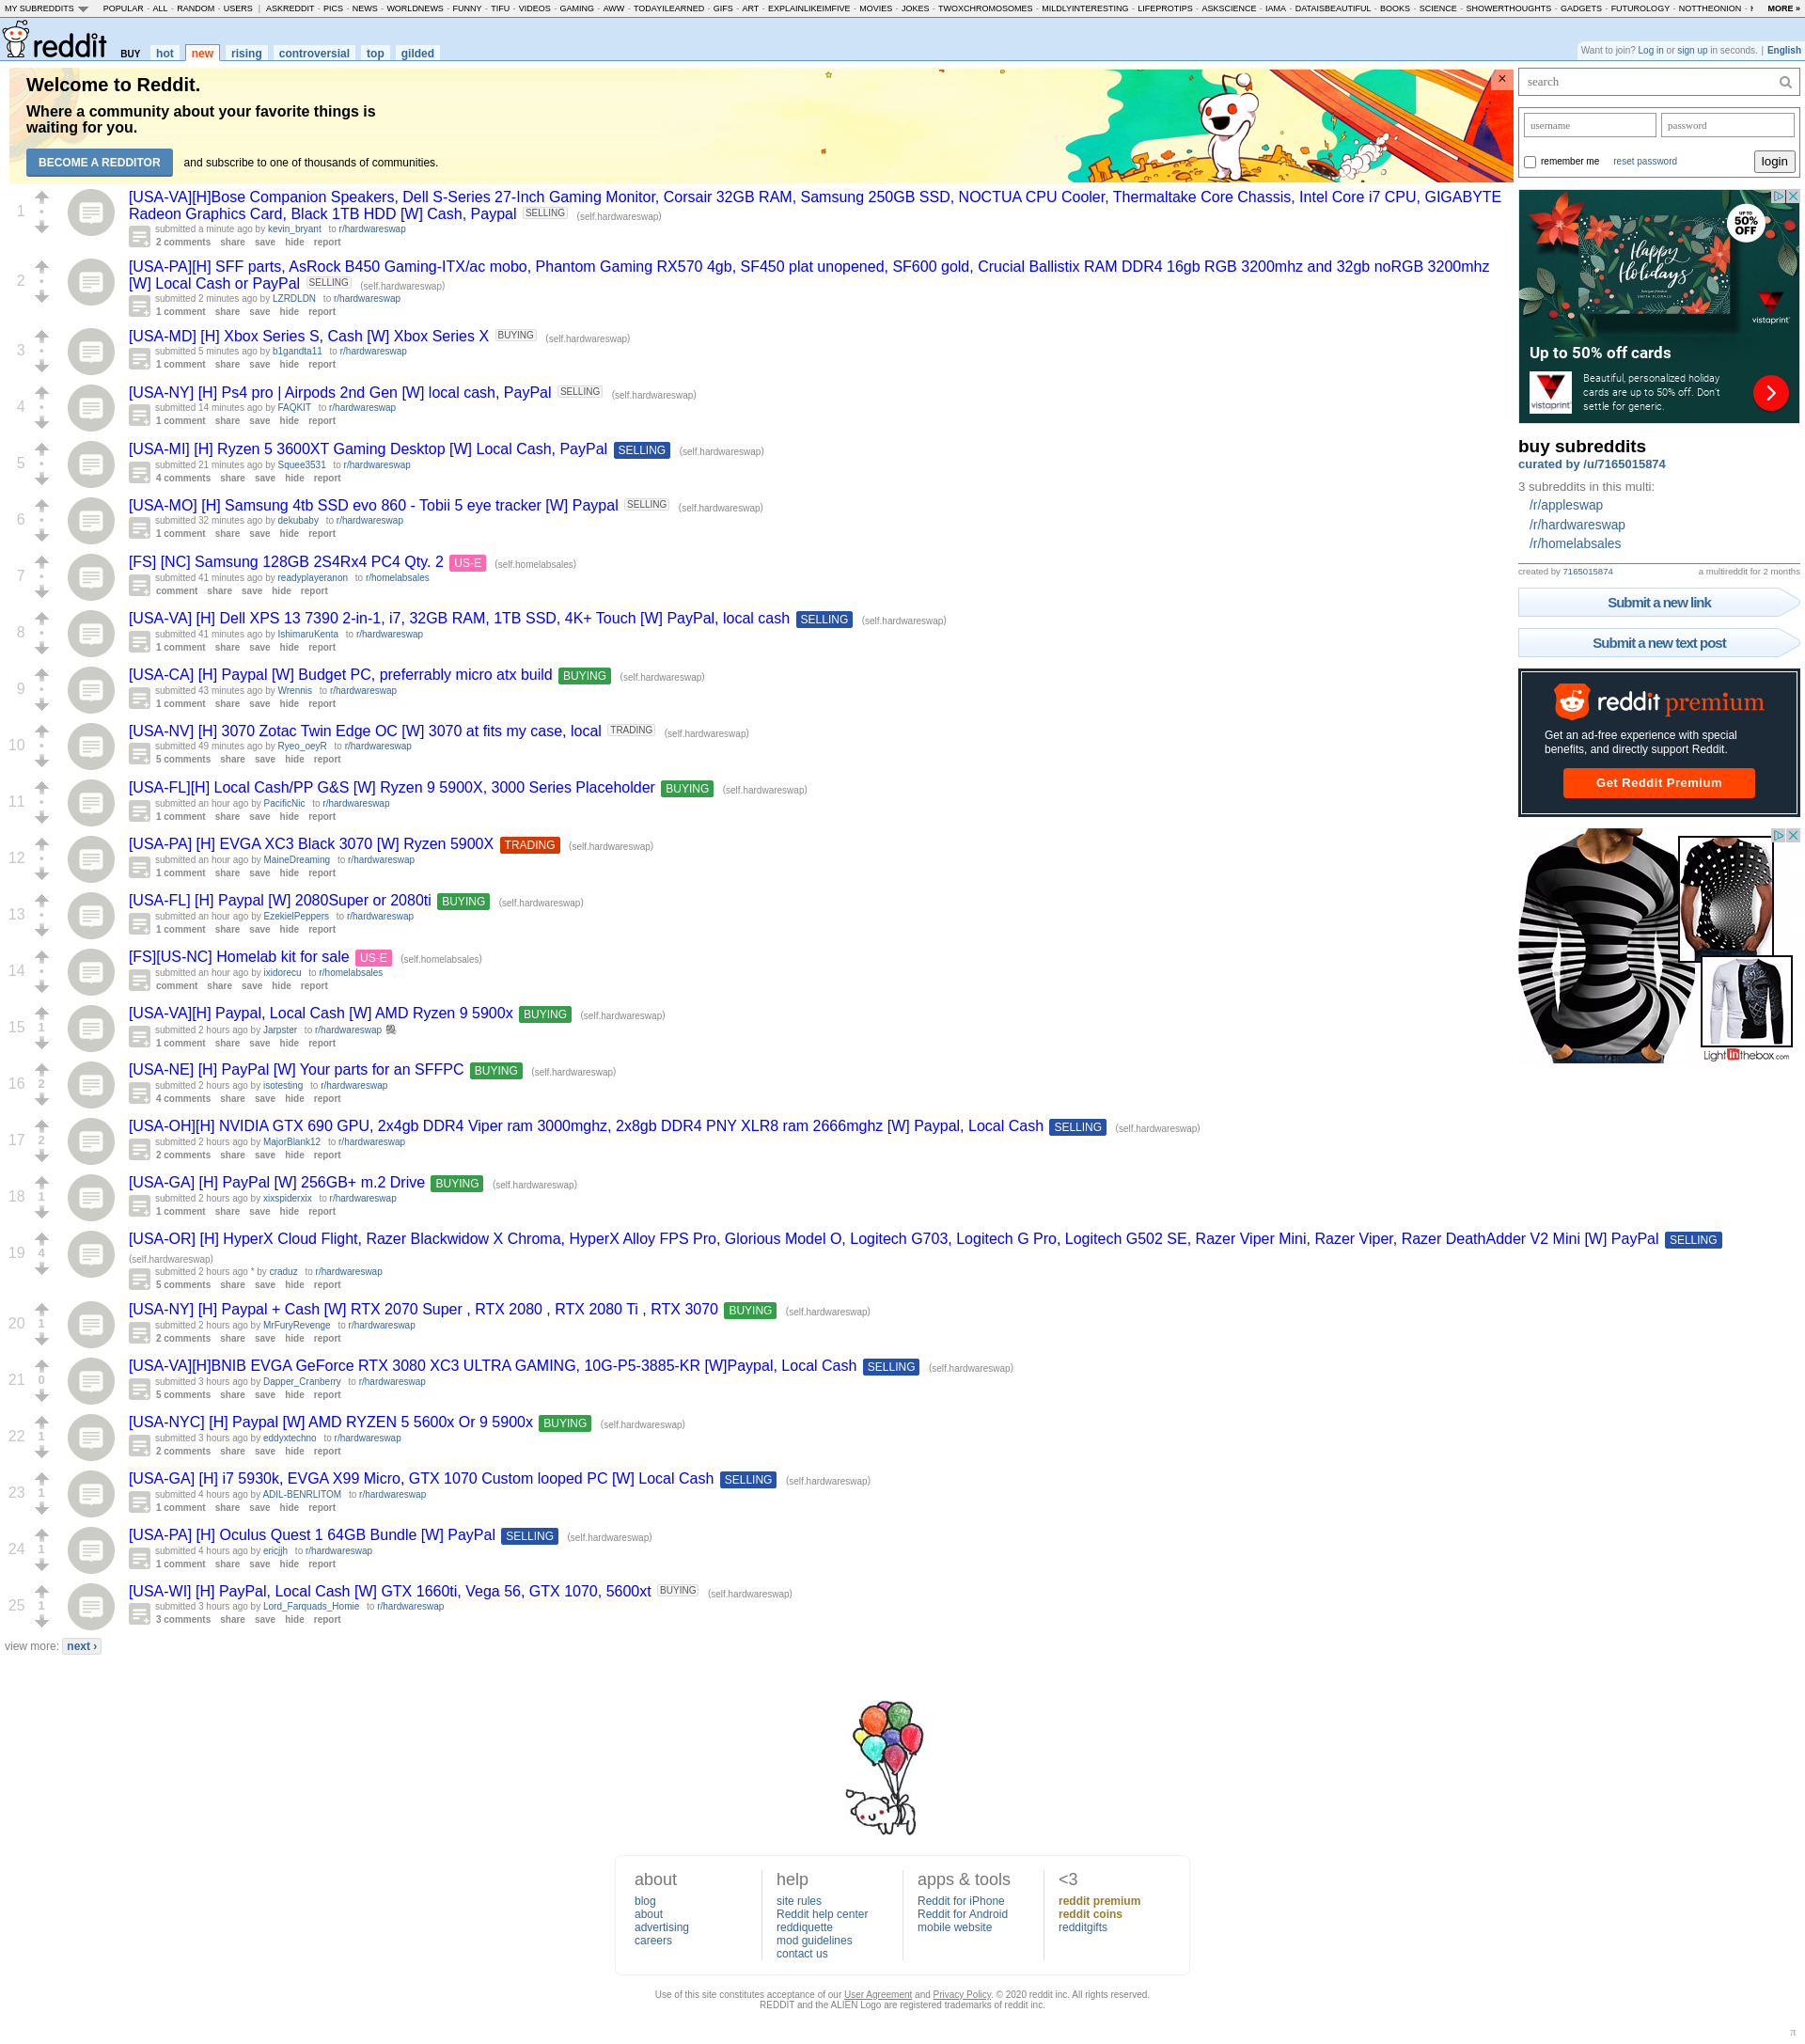 MY SUBREDDITS POPULAR - ALL - RANDOM - USERS | ASKREDDIT - PICS - NEWS - WORLDNEWS - FUNNY - TIFU - VIDEOS - GAMING - AWW - TODAYILEARNED - GIFS - ART - EXPLAINLIKEIMFIVE - MOVIES - JOKES - TWOXCHROMOSOMES - MILDLYINTERESTING - LIFEPROTIPS - ASKSCIENCE - IAMA - DATAISBEAUTIFUL - BOOKS - SCIENCE - SHOWERTHOUGHTS - GADGETS - FUTUROLOGY - NOTTHEONION - MORE »
reddit BUY hot new rising controversial top gilded
Want to join? Log in or sign up in seconds. | English
Welcome to Reddit.
Where a community about your favorite things is
waiting for you.
BECOME A REDDITOR and subscribe to one of thousands of communities.
×
1
[USA-VA][H]Bose Companion Speakers, Dell S-Series 27-Inch Gaming Monitor, Corsair 32GB RAM, Samsung 250GB SSD, NOCTUA CPU Cooler, Thermaltake Core Chassis, Intel Core i7 CPU, GIGABYTE
Radeon Graphics Card, Black 1TB HDD [W] Cash, Paypal SELLING (self.hardwareswap)
submitted a minute ago by kevin_bryant to r/hardwareswap
2 comments share save hide report
2
[USA-PA][H] SFF parts, AsRock B450 Gaming-ITX/ac mobo, Phantom Gaming RX570 4gb, SF450 plat unopened, SF600 gold, Crucial Ballistix RAM DDR4 16gb RGB 3200mhz and 32gb noRGB 3200mhz
[W] Local Cash or PayPal SELLING (self.hardwareswap)
submitted 2 minutes ago by LZRDLDN to r/hardwareswap
1 comment share save hide report
3
[USA-MD] [H] Xbox Series S, Cash [W] Xbox Series X BUYING (self.hardwareswap)
submitted 5 minutes ago by b1gandta11 to r/hardwareswap
1 comment share save hide report
4
[USA-NY] [H] Ps4 pro | Airpods 2nd Gen [W] local cash, PayPal SELLING (self.hardwareswap)
submitted 14 minutes ago by FAQKIT to r/hardwareswap
1 comment share save hide report
5
[USA-MI] [H] Ryzen 5 3600XT Gaming Desktop [W] Local Cash, PayPal SELLING (self.hardwareswap)
submitted 21 minutes ago by Squee3531 to r/hardwareswap
4 comments share save hide report
6
[USA-MO] [H] Samsung 4tb SSD evo 860 - Tobii 5 eye tracker [W] Paypal SELLING (self.hardwareswap)
submitted 32 minutes ago by dekubaby to r/hardwareswap
1 comment share save hide report
7
[FS] [NC] Samsung 128GB 2S4Rx4 PC4 Qty. 2 US-E (self.homelabsales)
submitted 41 minutes ago by readyplayeranon to r/homelabsales
comment share save hide report
8
[USA-VA] [H] Dell XPS 13 7390 2-in-1, i7, 32GB RAM, 1TB SSD, 4K+ Touch [W] PayPal, local cash SELLING (self.hardwareswap)
submitted 41 minutes ago by IshimaruKenta to r/hardwareswap
1 comment share save hide report
9
[USA-CA] [H] Paypal [W] Budget PC, preferrably micro atx build BUYING (self.hardwareswap)
submitted 43 minutes ago by Wrennis to r/hardwareswap
1 comment share save hide report
10
[USA-NV] [H] 3070 Zotac Twin Edge OC [W] 3070 at fits my case, local TRADING (self.hardwareswap)
submitted 49 minutes ago by Ryeo_oeyR to r/hardwareswap
5 comments share save hide report
11
[USA-FL][H] Local Cash/PP G&S [W] Ryzen 9 5900X, 3000 Series Placeholder BUYING (self.hardwareswap)
submitted an hour ago by PacificNic to r/hardwareswap
1 comment share save hide report
12
[USA-PA] [H] EVGA XC3 Black 3070 [W] Ryzen 5900X TRADING (self.hardwareswap)
submitted an hour ago by MaineDreaming to r/hardwareswap
1 comment share save hide report
13
[USA-FL] [H] Paypal [W] 2080Super or 2080ti BUYING (self.hardwareswap)
submitted an hour ago by EzekielPeppers to r/hardwareswap
1 comment share save hide report
14
[FS][US-NC] Homelab kit for sale US-E (self.homelabsales)
submitted an hour ago by ixidorecu to r/homelabsales
comment share save hide report
15 1
[USA-VA][H] Paypal, Local Cash [W] AMD Ryzen 9 5900x BUYING (self.hardwareswap)
submitted 2 hours ago by Jarpster to r/hardwareswap
1 comment share save hide report
16 2
[USA-NE] [H] PayPal [W] Your parts for an SFFPC BUYING (self.hardwareswap)
submitted 2 hours ago by isotesting to r/hardwareswap
4 comments share save hide report
17 2
[USA-OH][H] NVIDIA GTX 690 GPU, 2x4gb DDR4 Viper ram 3000mghz, 2x8gb DDR4 PNY XLR8 ram 2666mghz [W] Paypal, Local Cash SELLING (self.hardwareswap)
submitted 2 hours ago by MajorBlank12 to r/hardwareswap
2 comments share save hide report
18 1
[USA-GA] [H] PayPal [W] 256GB+ m.2 Drive BUYING (self.hardwareswap)
submitted 2 hours ago by xixspiderxix to r/hardwareswap
1 comment share save hide report
19 4
[USA-OR] [H] HyperX Cloud Flight, Razer Blackwidow X Chroma, HyperX Alloy FPS Pro, Glorious Model O, Logitech G703, Logitech G Pro, Logitech G502 SE, Razer Viper Mini, Razer Viper, Razer DeathAdder V2 Mini [W] PayPal SELLING
(self.hardwareswap)
submitted 2 hours ago * by craduz to r/hardwareswap
5 comments share save hide report
20 1
[USA-NY] [H] Paypal + Cash [W] RTX 2070 Super , RTX 2080 , RTX 2080 Ti , RTX 3070 BUYING (self.hardwareswap)
submitted 2 hours ago by MrFuryRevenge to r/hardwareswap
2 comments share save hide report
21 0
[USA-VA][H]BNIB EVGA GeForce RTX 3080 XC3 ULTRA GAMING, 10G-P5-3885-KR [W]Paypal, Local Cash SELLING (self.hardwareswap)
submitted 3 hours ago by Dapper_Cranberry to r/hardwareswap
5 comments share save hide report
22 1
[USA-NYC] [H] Paypal [W] AMD RYZEN 5 5600x Or 9 5900x BUYING (self.hardwareswap)
submitted 3 hours ago by eddyxtechno to r/hardwareswap
2 comments share save hide report
23 1
[USA-GA] [H] i7 5930k, EVGA X99 Micro, GTX 1070 Custom looped PC [W] Local Cash SELLING (self.hardwareswap)
submitted 4 hours ago by ADIL-BENRLITOM to r/hardwareswap
1 comment share save hide report
24 1
[USA-PA] [H] Oculus Quest 1 64GB Bundle [W] PayPal SELLING (self.hardwareswap)
submitted 4 hours ago by ericjjh to r/hardwareswap
1 comment share save hide report
25 1
[USA-WI] [H] PayPal, Local Cash [W] GTX 1660ti, Vega 56, GTX 1070, 5600xt BUYING (self.hardwareswap)
submitted 3 hours ago by Lord_Farquads_Homie to r/hardwareswap
3 comments share save hide report
view more: next ›
search
username password
remember me reset password login
UP TO
50%
OFF
Happy
Holidays
SMITH FLORALS
vistaprint
Up to 50% off cards
vistaprint
Beautiful, personalized holiday
cards are up to 50% off. Don't
settle for generic.
buy subreddits
curated by /u/7165015874
3 subreddits in this multi:
/r/appleswap
/r/hardwareswap
/r/homelabsales
created by 7165015874 a multireddit for 2 months
Submit a new link
Submit a new text post
reddit premium
Get an ad-free experience with special
benefits, and directly support Reddit.
Get Reddit Premium
Light In the box.com
about
blog
about
advertising
careers
help
site rules
Reddit help center
reddiquette
mod guidelines
contact us
apps & tools
Reddit for iPhone
Reddit for Android
mobile website
<3
reddit premium
reddit coins
redditgifts
Use of this site constitutes acceptance of our User Agreement and Privacy Policy. © 2020 reddit inc. All rights reserved.
REDDIT and the ALIEN Logo are registered trademarks of reddit inc.
π